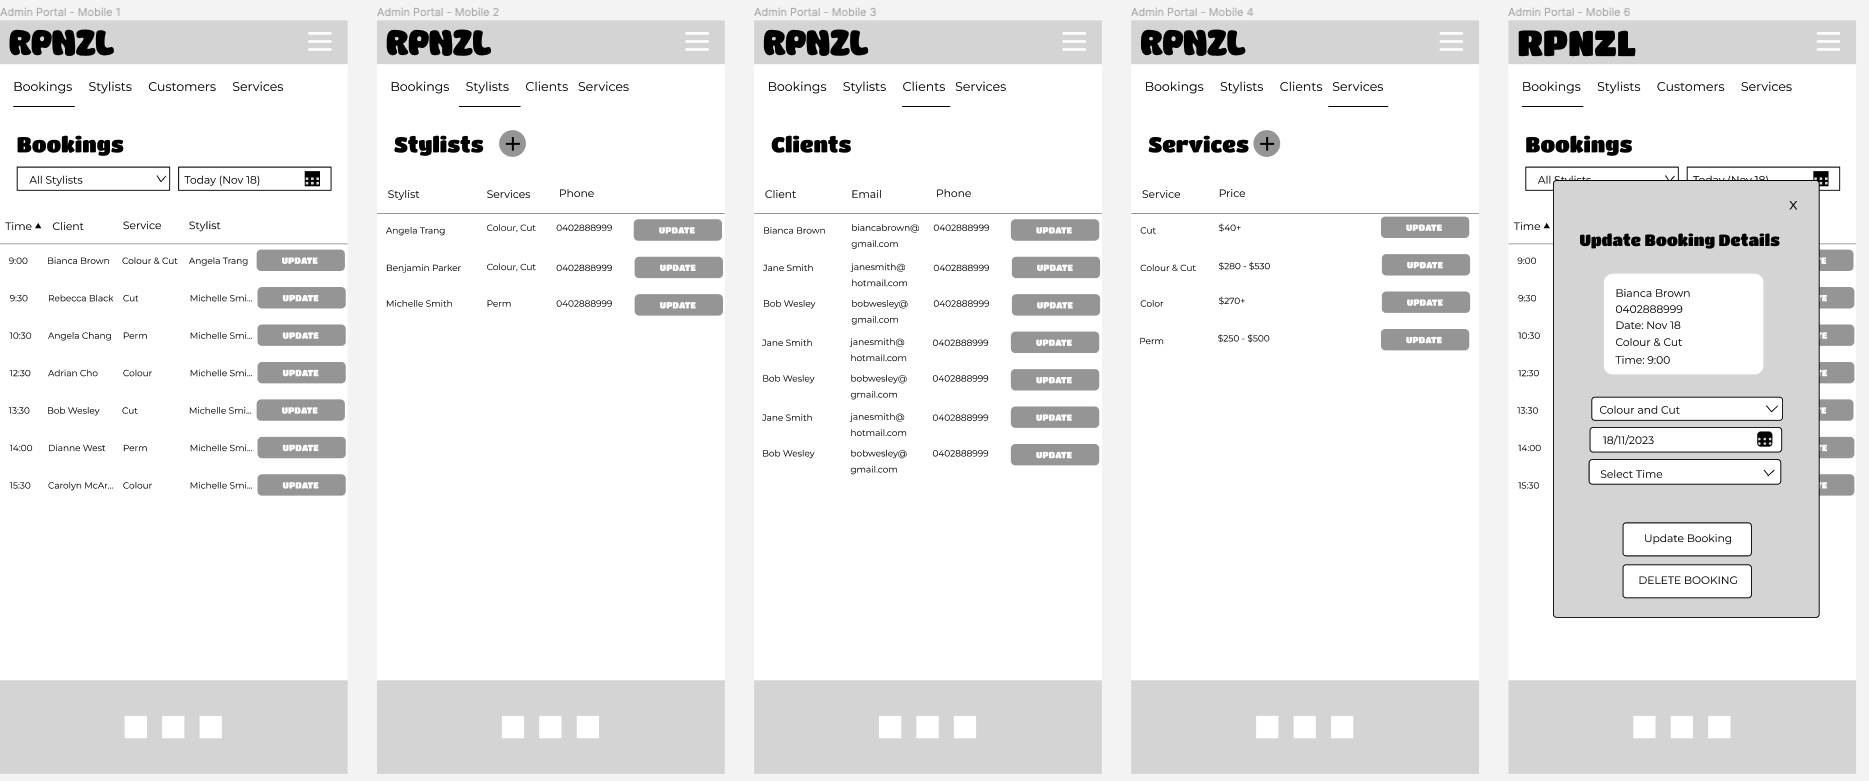 Admin Portal - Mobile 1
RPNZL
Bookings Stylists Customers Services
Bookings
All Stylists Today (Nov 18)
Time ▲ Client Service Stylist
9:00 Bianca Brown Colour & Cut Angela Trang UPDATE
9:30 Rebecca Black Cut Michelle Smi... UPDATE
10:30 Angela Chang Perm Michelle Smi... UPDATE
12:30 Adrian Cho Colour Michelle Smi... UPDATE
13:30 Bob Wesley Cut Michelle Smi... UPDATE
14:00 Dianne West Perm Michelle Smi... UPDATE
15:30 Carolyn McAr... Colour Michelle Smi... UPDATE
Admin Portal - Mobile 2
RPNZL
Bookings Stylists Clients Services
Stylists +
Stylist Services Phone
Angela Trang Colour, Cut 0402888999 UPDATE
Benjamin Parker Colour, Cut 0402888999 UPDATE
Michelle Smith Perm 0402888999 UPDATE
Admin Portal - Mobile 3
RPNZL
Bookings Stylists Clients Services
Clients
Client Email Phone
Bianca Brown biancabrown@ 0402888999 UPDATE
gmail.com
Jane Smith janesmith@ 0402888999 UPDATE
hotmail.com
Bob Wesley bobwesley@ 0402888999 UPDATE
gmail.com
Jane Smith janesmith@ 0402888999 UPDATE
hotmail.com
Bob Wesley bobwesley@ 0402888999 UPDATE
gmail.com
Jane Smith janesmith@ 0402888999 UPDATE
hotmail.com
Bob Wesley bobwesley@ 0402888999 UPDATE
gmail.com
Admin Portal - Mobile 4
RPNZL
Bookings Stylists Clients Services
Services +
Service Price
Cut $40+ UPDATE
Colour & Cut $280 - $530 UPDATE
Color $270+ UPDATE
Perm $250 - $500 UPDATE
Admin Portal - Mobile 6
RPNZL
Bookings Stylists Customers Services
Bookings
All Stylists Today (Nov 18)
Time ▲
9:00 E
9:30 E
10:30 E
12:30 E
13:30 E
14:00 E
15:30 E
X
Update Booking Details
Bianca Brown
0402888999
Date: Nov 18
Colour & Cut
Time: 9:00
Colour and Cut
18/11/2023
Select Time
Update Booking
DELETE BOOKING